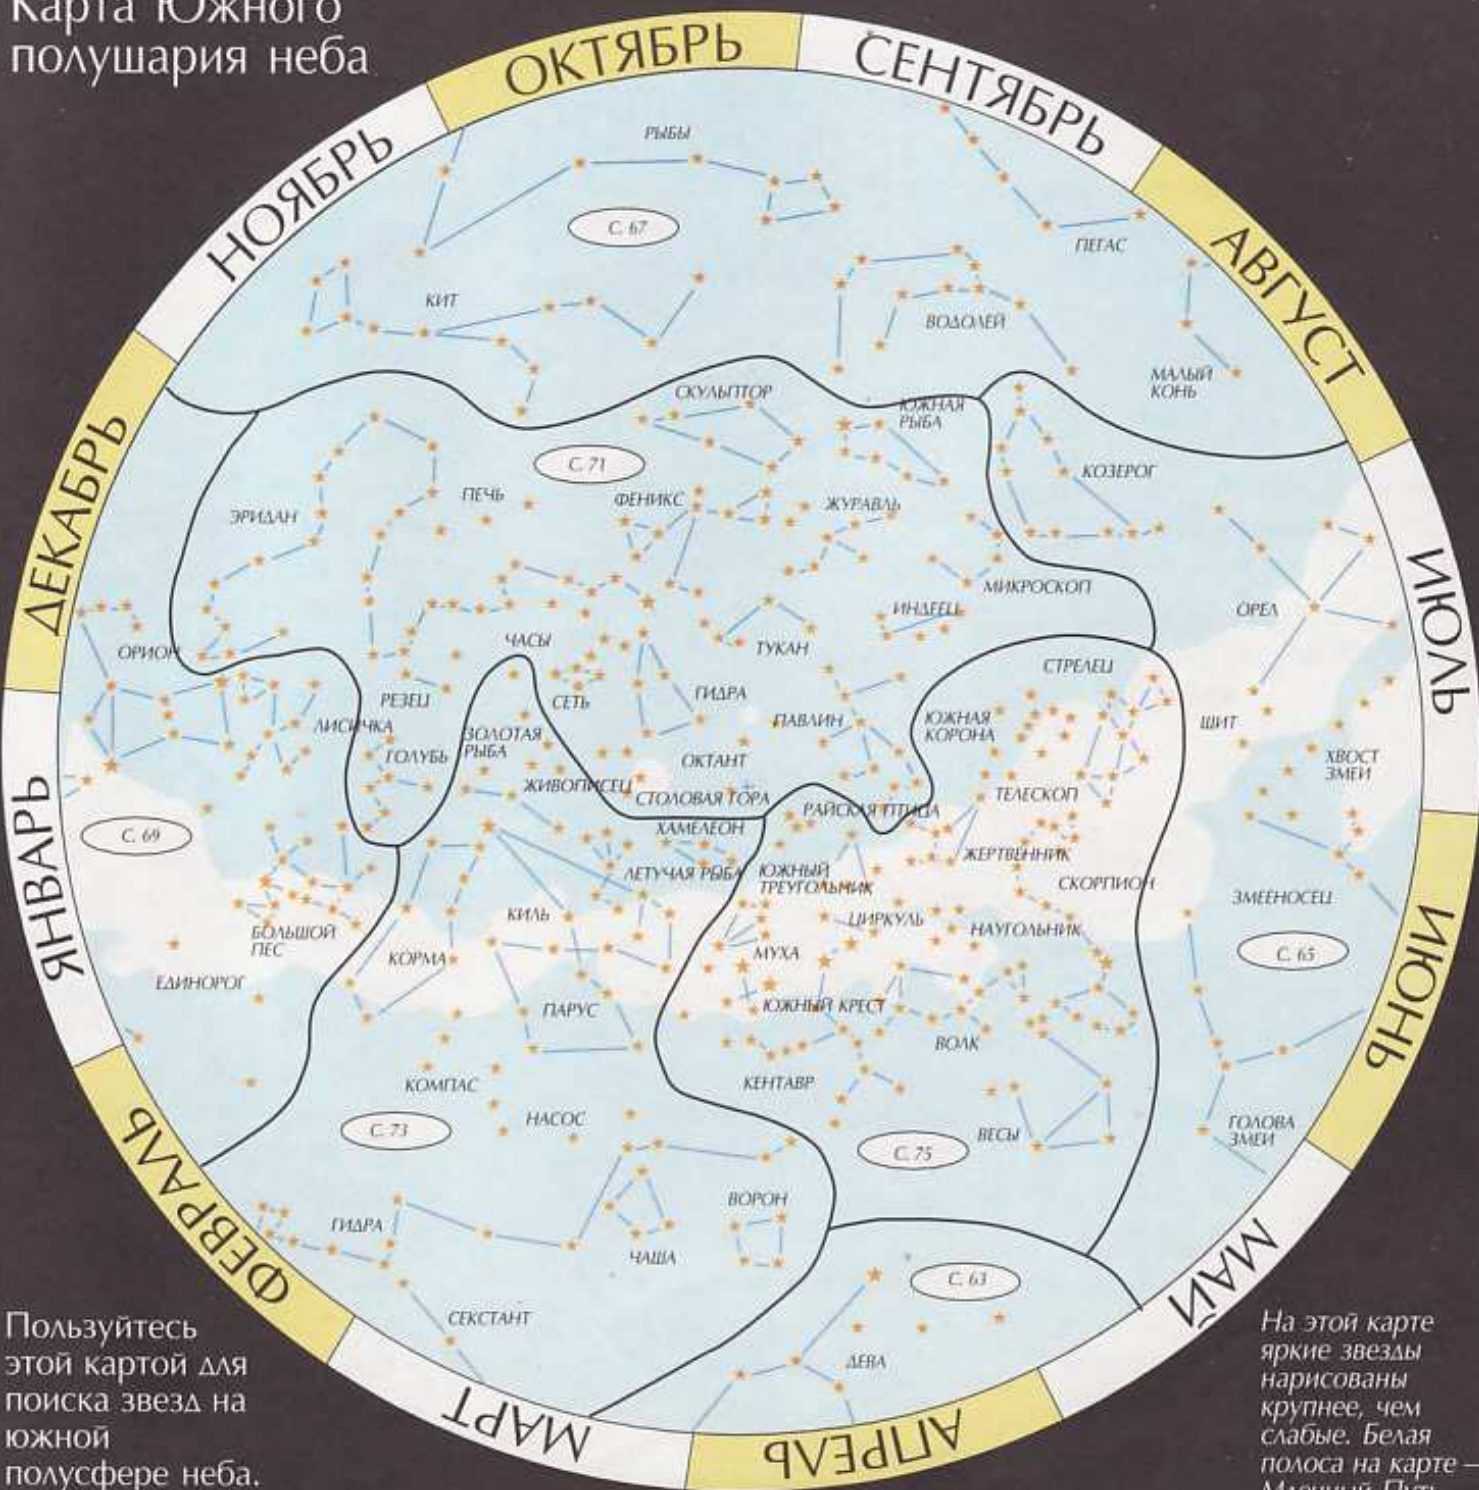 Карта Южного
полушария неба
ОКТЯБРЬ
СЕНТЯБРЬ
НОЯБРЬ
АВГУСТ
ДЕКАБРЬ
ИЮЛЬ
ЯНВАРЬ
ИЮНЬ
ФЕВРАЛЬ
МАЙ
МАРТ
АПРЕЛЬ
РЫБЫ
С. 67
ПЕГАС
КИТ
ВОДОЛЕЙ
МАЛЫЙ
КОНЬ
СКУЛЬПТОР
ЮЖНАЯ
РЫБА
С. 71
КОЗЕРОГ
ЭРИДАН
ПЕЧЬ
ФЕНИКС
ЖУРАВЛЬ
МИКРОСКОП
ИНДЕЕЦ
ОРЕЛ
ОРИОН
ЧАСЫ
ТУКАН
СТРЕЛЕЦ
РЕЗЕЦ
СЕТЬ
ГИДРА
ПАВЛИН
ЮЖНАЯ
КОРОНА
ЩИТ
ЛИСИЧКА
ГОЛУБЬ
ЗОЛОТАЯ
РЫБА
ОКТАНТ
ХВОСТ
ЗМЕИ
ЖИВОПИСЕЦ
СТОЛОВАЯ ГОРА
РАЙСКАЯ ПТИЦА
ТЕЛЕСКОП
С. 69
ХАМЕЛЕОН
ЛЕТУЧАЯ РЫБА
ЮЖНЫЙ
ТРЕУГОЛЬНИК
ЖЕРТВЕННИК
СКОРПИОН
ЗМЕЕНОСЕЦ
БОЛЬШОЙ
ПЕС
КИЛЬ
ЦИРКУЛЬ
НАУГОЛЬНИК
КОРМА
МУХА
С. 65
ЕДИНОРОГ
ПАРУС
ЮЖНЫЙ КРЕСТ
ВОЛК
КОМПАС
КЕНТАВР
НАСОС
С. 73
ВЕСЫ
С. 75
ГОЛОВА
ЗМЕИ
ГИДРА
ЧАША
ВОРОН
С. 63
СЕКСТАНТ
ДЕВА
Пользуйтесь
этой картой для
поиска звезд на
южной
полусфере неба.
На этой карте
яркие звезды
нарисованы
крупнее, чем
слабые. Белая
полоса на карте —
Млечный Путь